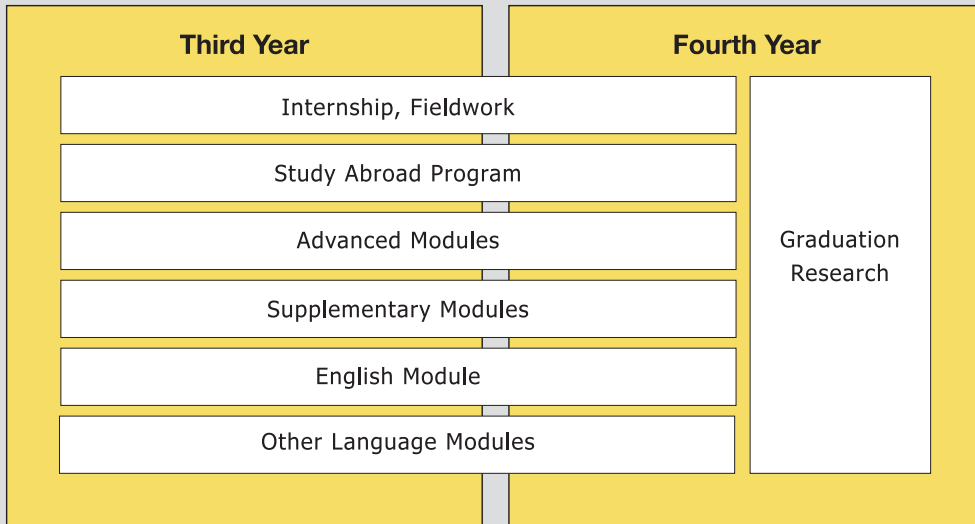 Third Year
Fourth Year
Internship, Fieldwork
Study Abroad Program
Advanced Modules
Supplementary Modules
English Module
Other Language Modules
Graduation
Research